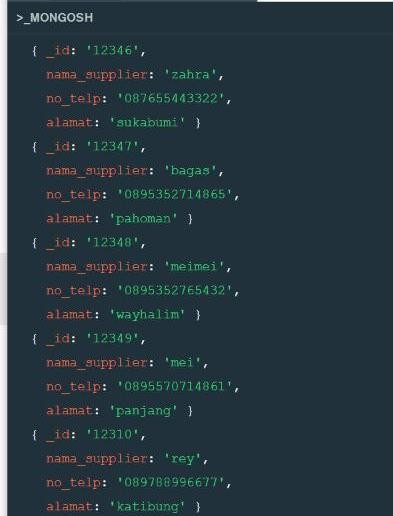 >_MONGOSH
{ _id: '12346',
nama_supplier: 'zahra',
no_telp: '087655443322',
alamat: 'sukabumi' }
{ _id: '12347',
nama_supplier: 'bagas',
no_telp: '0895352714865',
alamat: 'pahoman' }
{ _id: '12348',
nama_supplier: 'meimei',
no_telp: '0895352765432',
alamat: 'wayhalim' }
{ _id: '12349',
nama_supplier: 'mei',
no_telp: '0895570714861',
alamat: 'panjang' }
{ _id: '12310',
nama_supplier: 'rey',
no_telp: '089788996677',
alamat: 'katibung' }